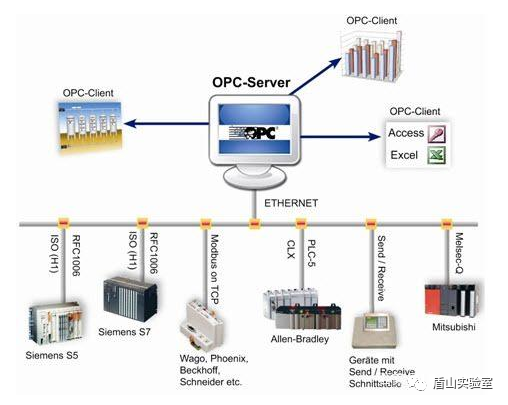 OPC-Client
OPC-Server
OPC-Client
OPC
OPC-Client
Access
Excel
ETHERNET
RFC1006
ISO (H1)
RFC1006
ISO (H1)
Modbus on TCP
PLC-5
CLX
Send / Receive
Melsec-Q
Siemens S5
Siemens S7
Wago, Phoenix,
Beckhoff,
Schneider etc.
Allen-Bradley
Geräte mit
Send / Receive
Schnittstelle
Mitsubishi
盾山实验室